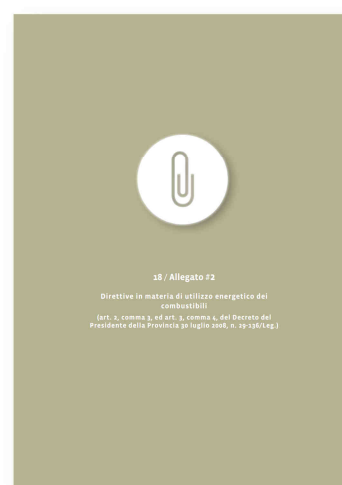 18 / Allegato #2
Direttive in materia di utilizzo energetico dei
combustibili
(art. 2, comma 3, ed art. 3, comma 4, del Decreto del
Presidente della Provincia 30 luglio 2008, n. 29-136/Leg.)